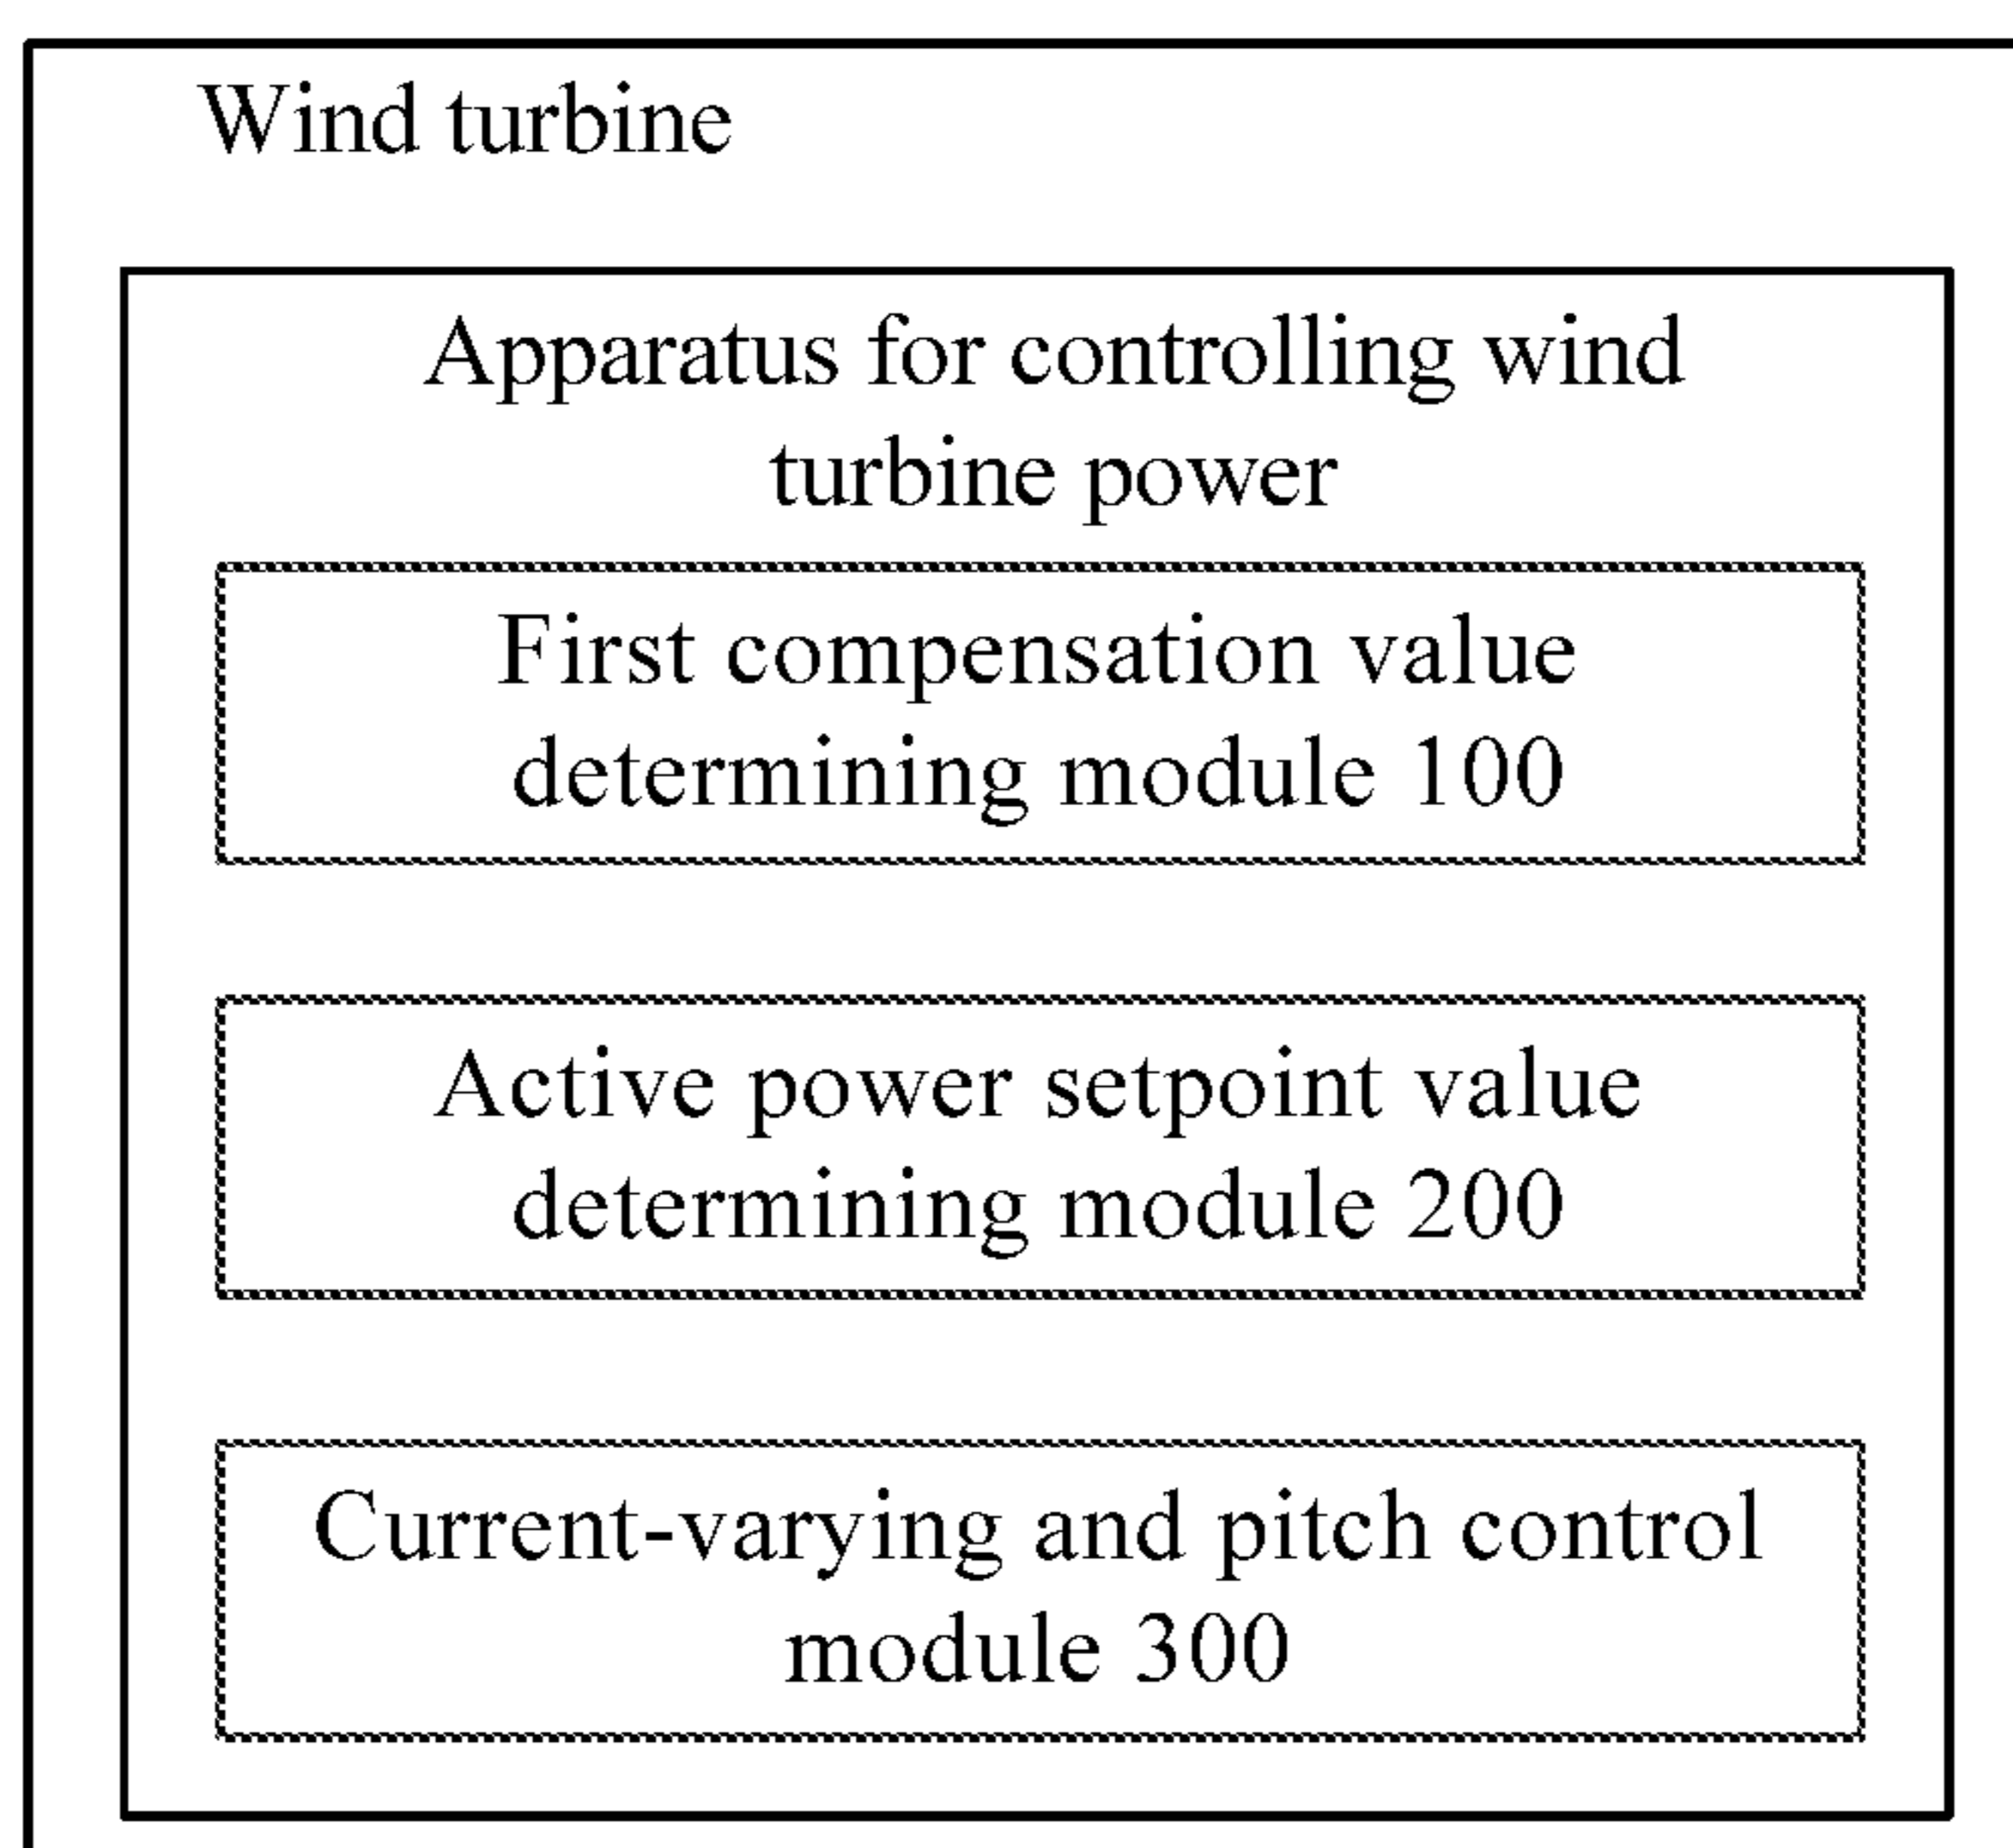 Wind turbine
Apparatus for controlling wind
turbine power
First compensation value
determining module 100
Active power setpoint value
determining module 200
Current-varying and pitch control
module 300